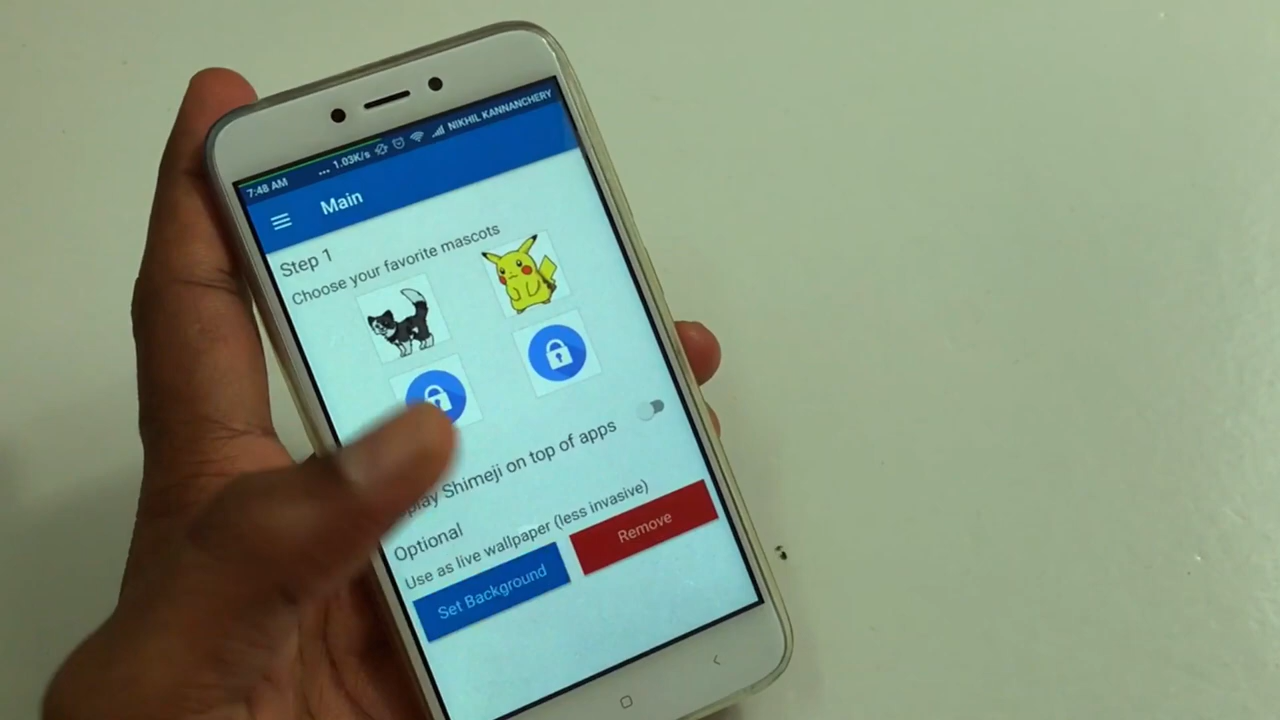 7:48 AM ... 1.03K/s NIKHIL KANNANCHERY
Main
Step 1
Choose your favorite mascots
play Shimeji on top of apps
Optional
Use as live wallpaper (less invasive)
Set Background
Remove